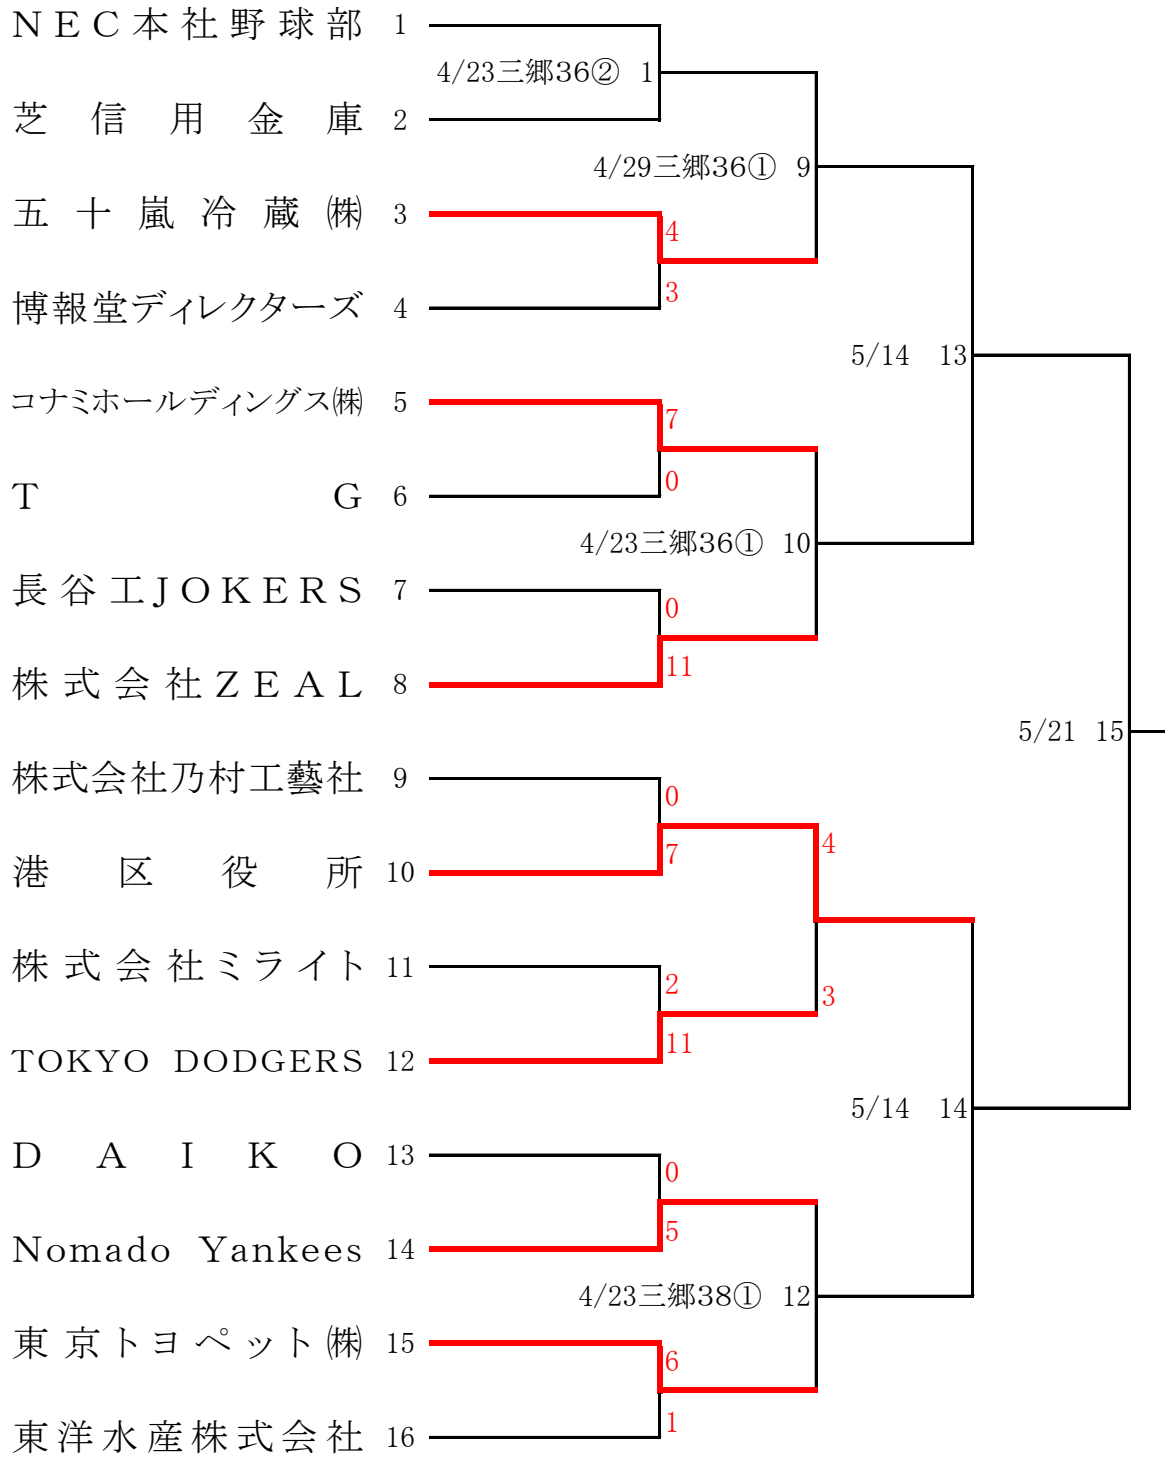 NEC本社野球部 1
4/23三郷36② 1
芝信用金庫 2
4/29三郷36① 9
五十嵐冷蔵㈱ 3
4
3
博報堂ディレクターズ 4
5/14 13
コナミホールディングス㈱ 5
7
0
TG 6
4/23三郷36① 10
長谷工JOKERS 7
0
11
株式会社ZEAL 8
5/21 15
株式会社乃村工藝社 9
0
7
4
港区役所 10
株式会社ミライト 11
2
3
11
TOKYO DODGERS 12
5/14 14
DAIKO 13
0
5
Nomado Yankees 14
4/23三郷38① 12
東京トヨペット㈱ 15
6
1
東洋水産株式会社 16